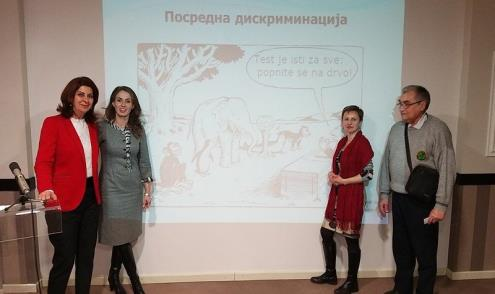 Посредна дискриминација
Test je isti za sve:
popnite se na drvo!